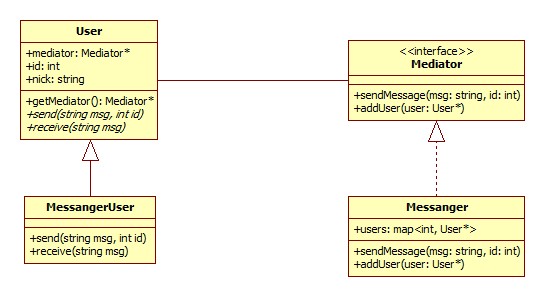 User
+mediator: Mediator*
+id: int
+nick: string
+getMediator(): Mediator*
+send(string msg, int id)
+receive(string msg)
<<interface>>
Mediator
+sendMessage(msg: string, id: int)
+addUser(user: User*)
MessangerUser
+send(string msg, int id)
+receive(string msg)
Messanger
+users: map<int, User*>
+sendMessage(msg: string, id: int)
+addUser(user: User*)